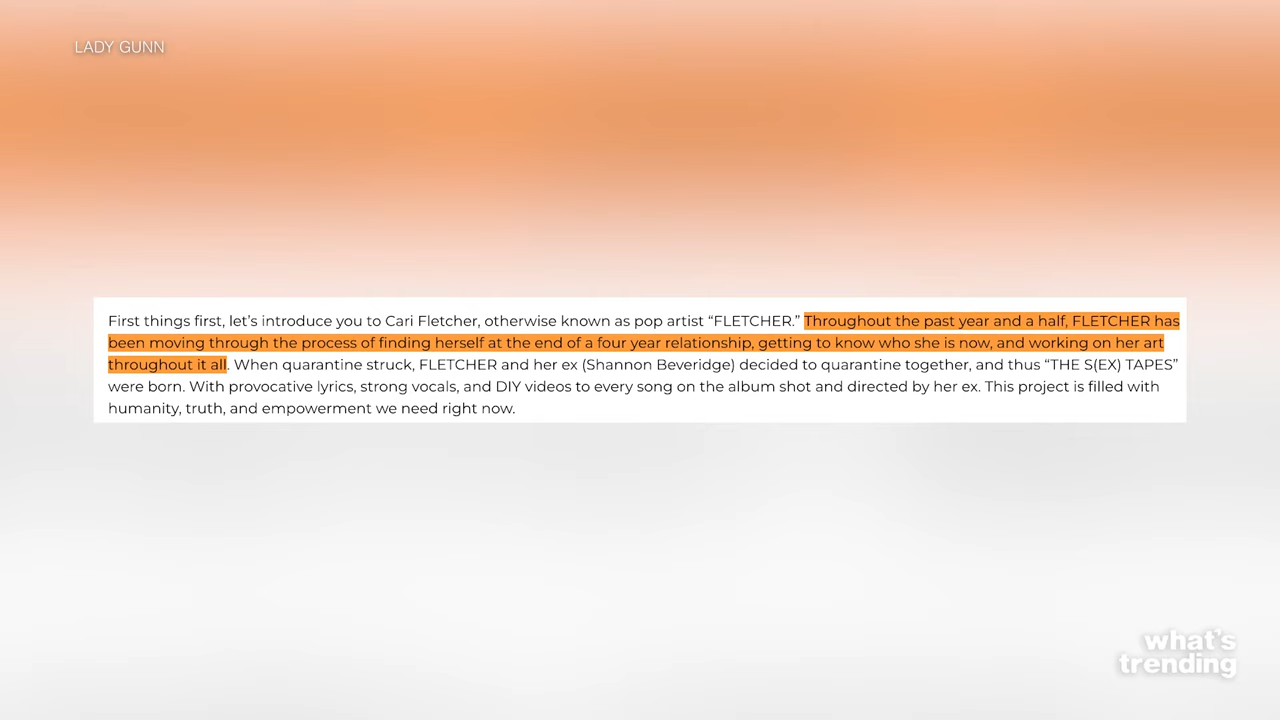 LADY GUNN
First things first, let’s introduce you to Cari Fletcher, otherwise known as pop artist “FLETCHER.” Throughout the past year and a half, FLETCHER has
been moving through the process of finding herself at the end of a four year relationship, getting to know who she is now, and working on her art
throughout it all. When quarantine struck, FLETCHER and her ex (Shannon Beveridge) decided to quarantine together, and thus “THE S(EX) TAPES”
were born. With provocative lyrics, strong vocals, and DIY videos to every song on the album shot and directed by her ex. This project is filled with
humanity, truth, and empowerment we need right now.
what’s
trending